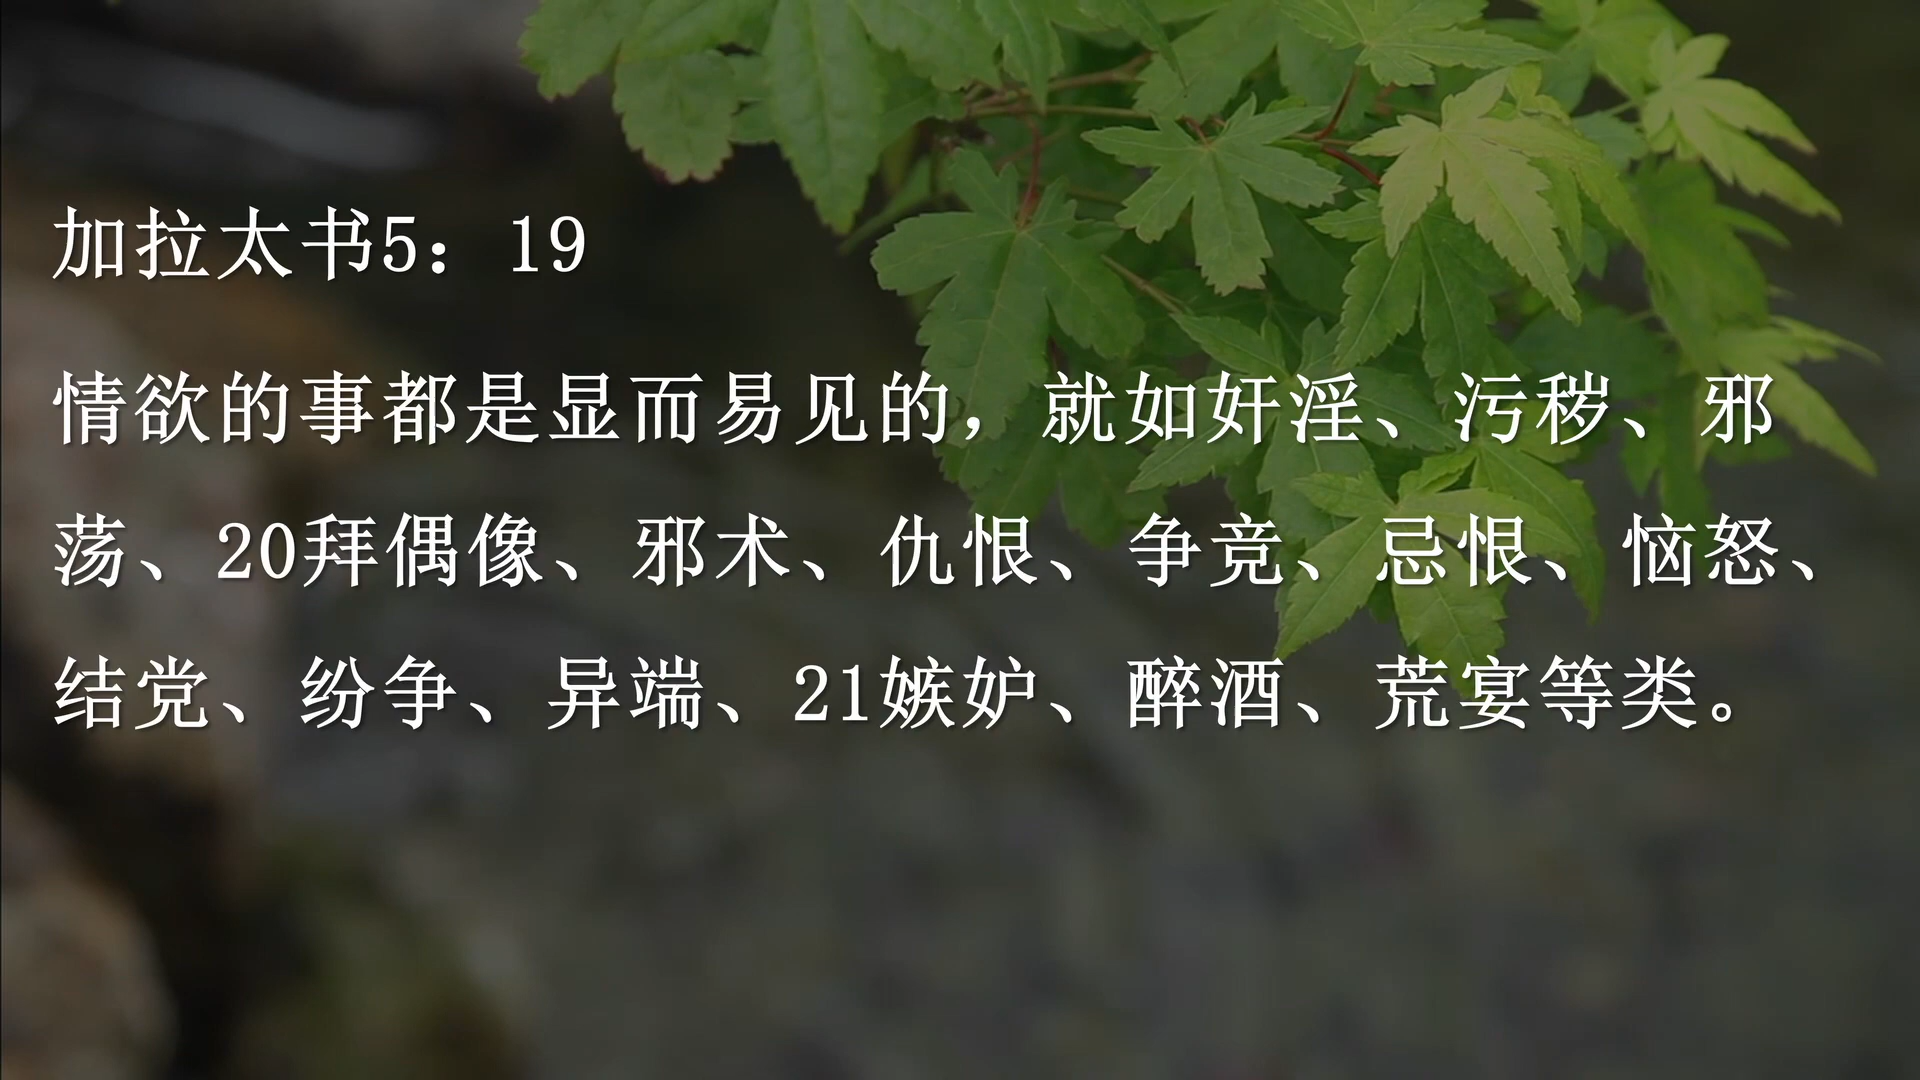 加拉太书5：19
情欲的事都是显而易见的，就如奸淫、污秽、邪
荡、20拜偶像、邪术、仇恨、争竞、忌恨、恼怒、
结党、纷争、异端、21嫉妒、醉酒、荒宴等类。